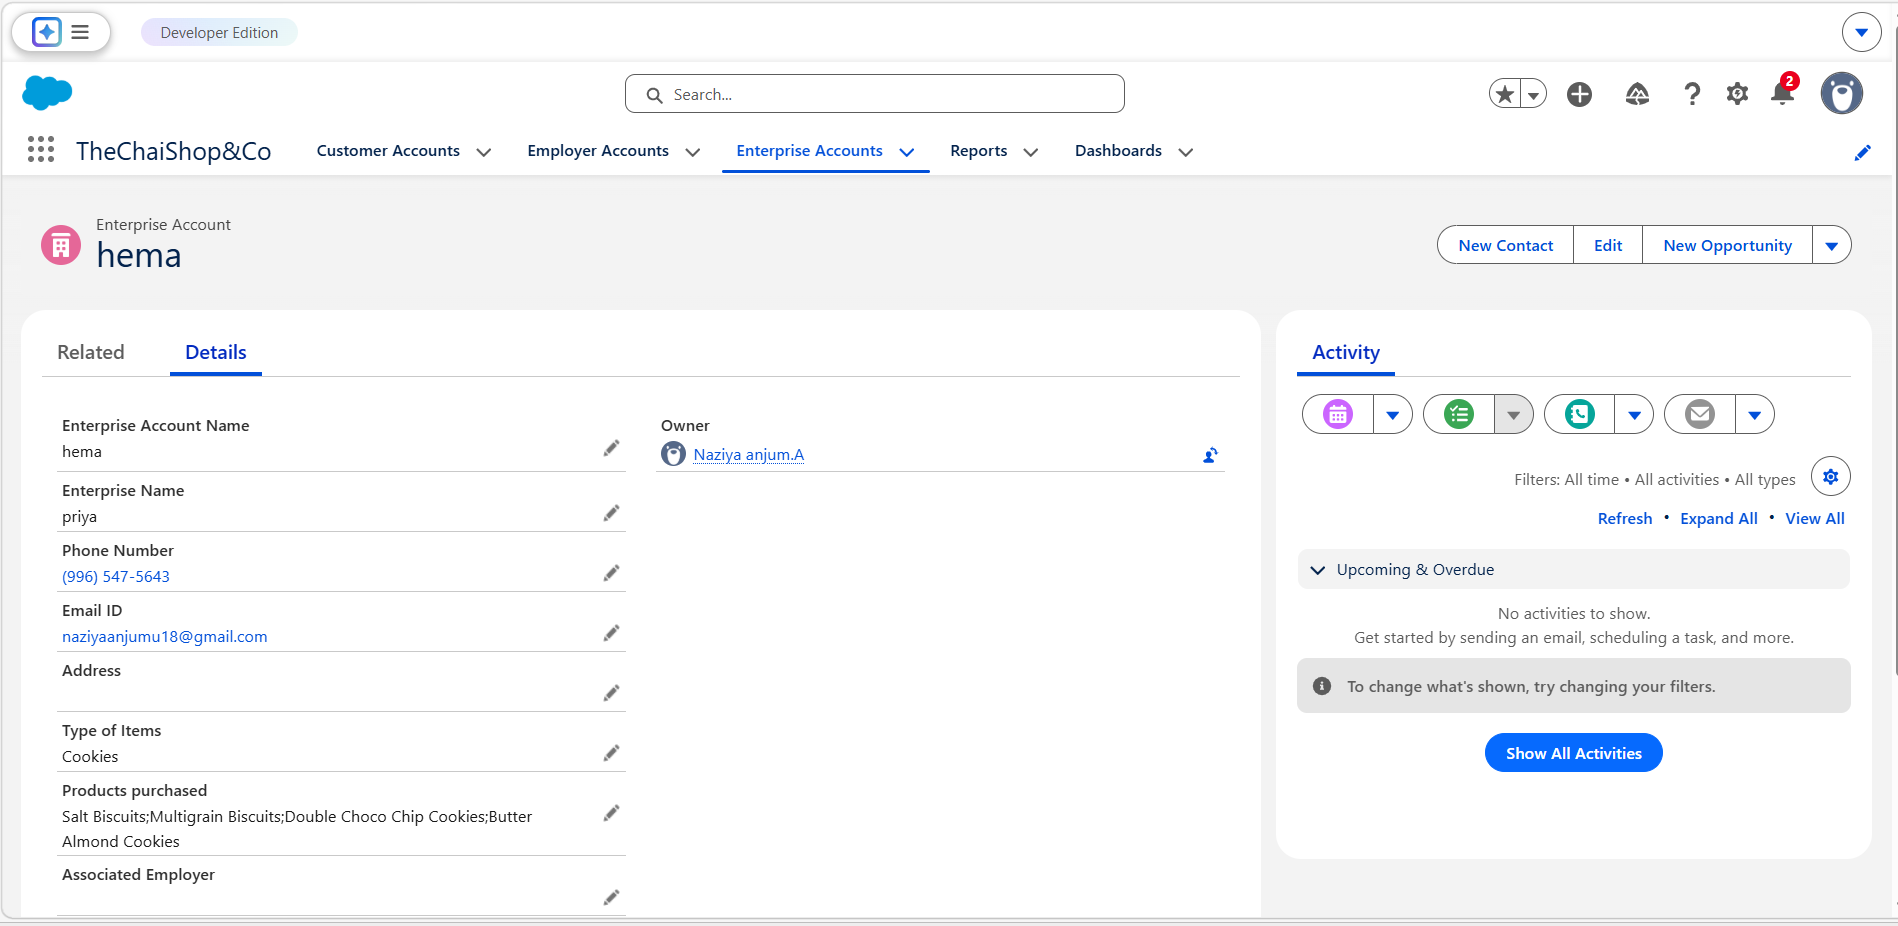 Developer Edition
Search...
2
TheChaiShop&Co
Customer Accounts
Employer Accounts
Enterprise Accounts
Reports
Dashboards
Enterprise Account
hema
New Contact
Edit
New Opportunity
Related
Details
Enterprise Account Name
hema
Enterprise Name
priya
Phone Number
(996) 547-5643
Email ID
naziyaanjumu18@gmail.com
Address
Type of Items
Cookies
Products purchased
Salt Biscuits;Multigrain Biscuits;Double Choco Chip Cookies;Butter
Almond Cookies
Associated Employer
Owner
Naziya anjum.A
Activity
Filters: All time • All activities • All types
Refresh • Expand All • View All
Upcoming & Overdue
No activities to show.
Get started by sending an email, scheduling a task, and more.
To change what's shown, try changing your filters.
Show All Activities